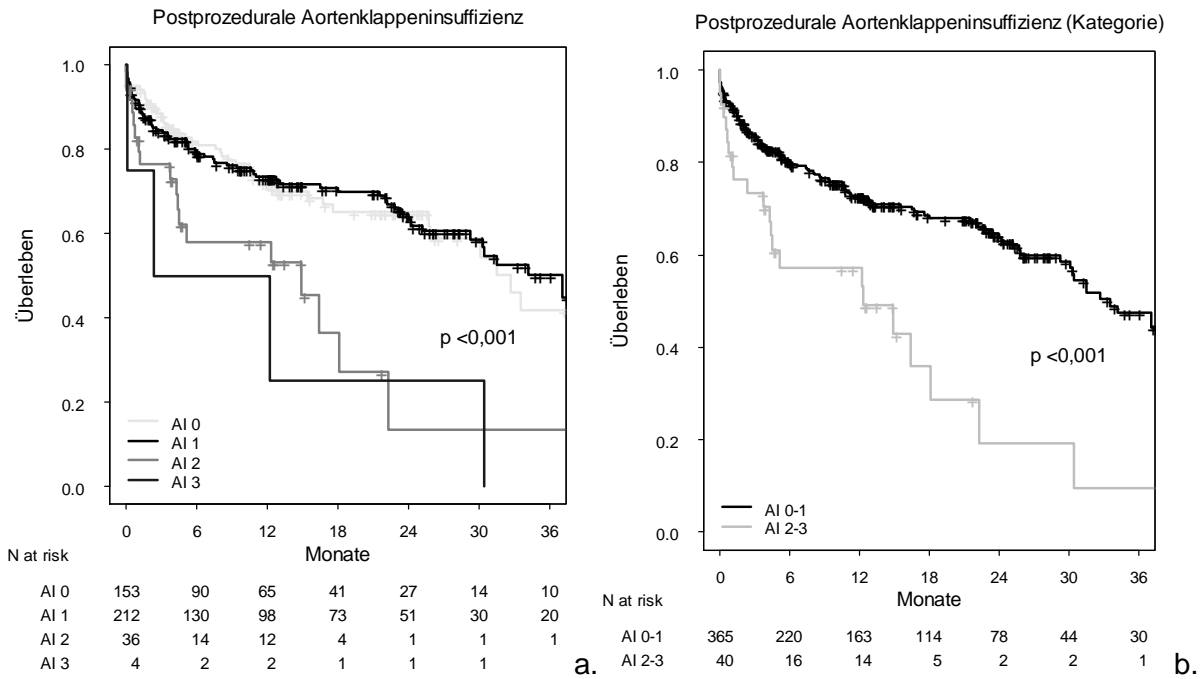 Postprozedurale Aortenklappeninsuffizienz
1.0
0.8
0.6
0.4
0.2
0.0
Überleben
p <0,001
AI 0
AI 1
AI 2
AI 3
0 6 12 18 24 30 36
N at risk
Monate
AI 0 153 90 65 41 27 14 10
AI 1 212 130 98 73 51 30 20
AI 2 36 14 12 4 1 1 1
AI 3 4 2 2 1 1 1
a.
Postprozedurale Aortenklappeninsuffizienz (Kategorie)
1.0
0.8
0.6
0.4
0.2
0.0
Überleben
p <0,001
AI 0-1
AI 2-3
0 6 12 18 24 30 36
N at risk
Monate
AI 0-1 365 220 163 114 78 44 30
AI 2-3 40 16 14 5 2 2 1
b.